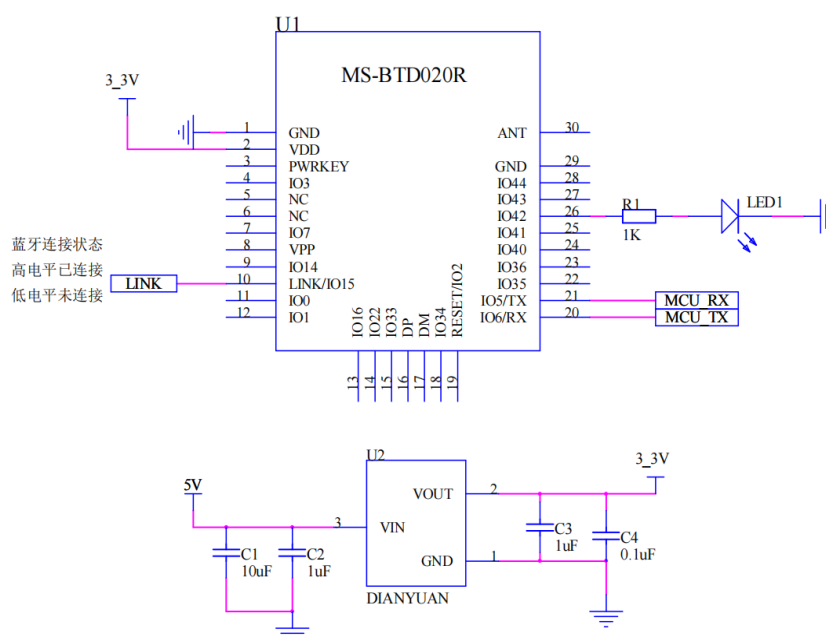 U1
MS-BTD020R
3_3V
1 GND
2 VDD
3 PWRKEY
4 IO3
5 NC
6 NC
7 IO7
8 VPP
9 IO14
10 LINK/IO15
11 IO0
12 IO1
蓝牙连接状态
高电平已连接
低电平未连接
LINK
13 IO16
14 IO22
15 IO33
16 DP
17 DM
18 IO34
19 RESET/IO2
ANT 30
GND 29
IO44 28
IO43 27
IO42 26
IO41 25
IO40 24
IO36 23
IO35 22
IO5/TX 21
IO6/RX 20
R1
1K
LED1
MCU_RX
MCU_TX
U2
5V
3 VIN
VOUT 2
GND 1
DIANYUAN
C1
10uF
C2
1uF
3_3V
C3
1uF
C4
0.1uF